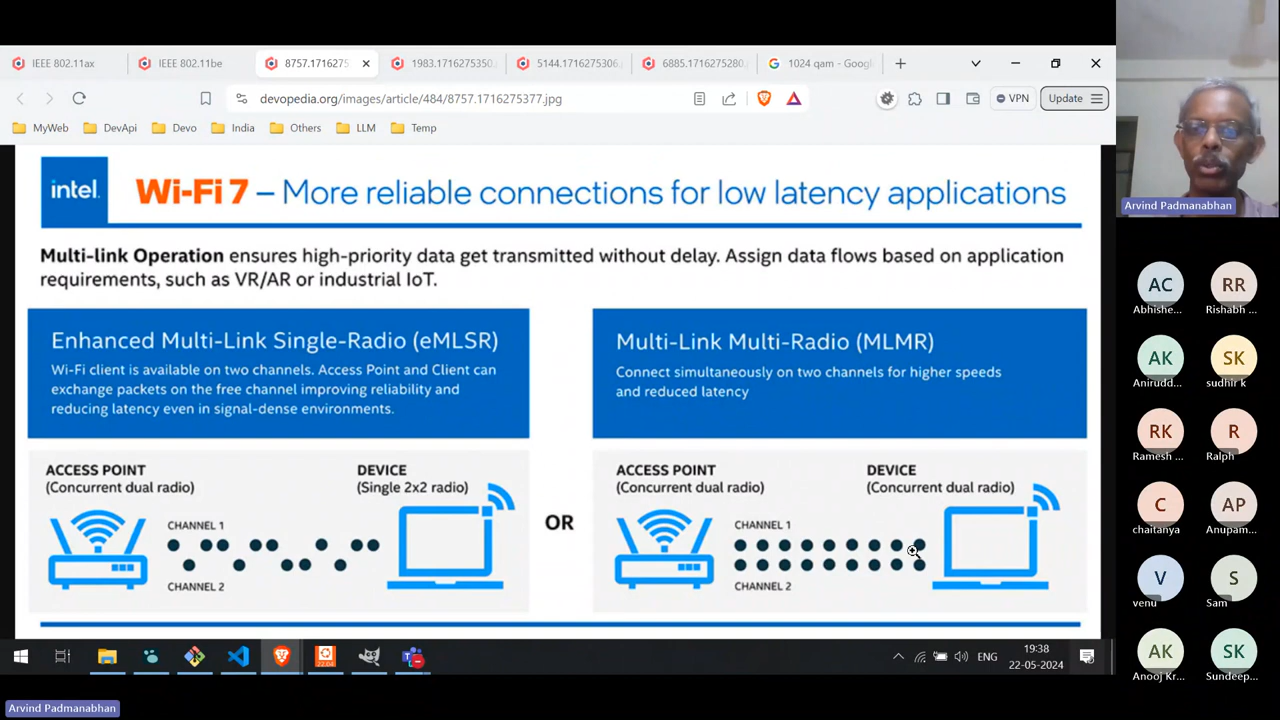 IEEE 802.11ax
IEEE 802.11be
8757.1716275
1983.1716275350.
5144.1716275306.
6885.1716275280.
1024 qam - Goog
devopedia.org/images/article/484/8757.1716275377.jpg
VPN
Update
MyWeb
DevApi
Devo
India
Others
LLM
Temp
intel.
Wi-Fi 7 – More reliable connections for low latency applications
Multi-link Operation ensures high-priority data get transmitted without delay. Assign data flows based on application
requirements, such as VR/AR or industrial IoT.
Enhanced Multi-Link Single-Radio (eMLSR)
Wi-Fi client is available on two channels. Access Point and Client can
exchange packets on the free channel improving reliability and
reducing latency even in signal-dense environments.
ACCESS POINT
(Concurrent dual radio)
DEVICE
(Single 2x2 radio)
CHANNEL 1
CHANNEL 2
OR
Multi-Link Multi-Radio (MLMR)
Connect simultaneously on two channels for higher speeds
and reduced latency
ACCESS POINT
(Concurrent dual radio)
DEVICE
(Concurrent dual radio)
CHANNEL 1
CHANNEL 2
22.04
ENG
19:38
22-05-2024
Arvind Padmanabhan
AC
Abhishe...
RR
Rishabh ...
AK
Anirudd...
SK
sudhir k
RK
Ramesh ...
R
Ralph
C
chaitanya
AP
Anupam...
V
venu
S
Sam
AK
Anooj Kr...
SK
Sundeep...
Arvind Padmanabhan